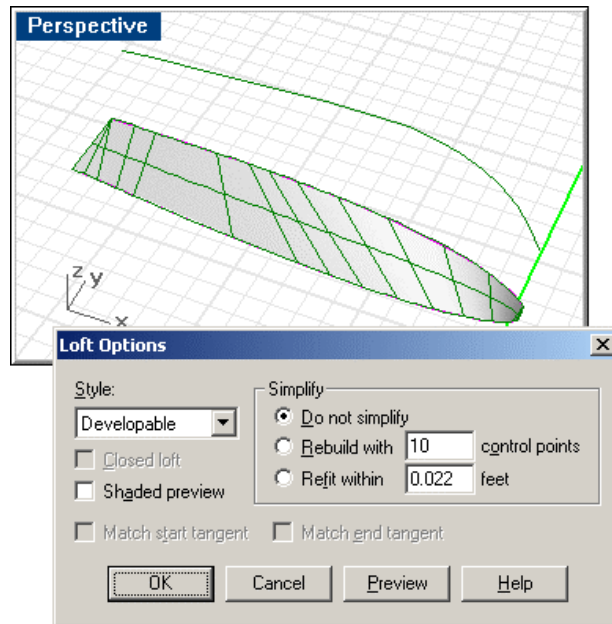 Perspective
z
y
x
Loft Options
Style:
Developable
Closed loft
Shaded preview
Simplify
Do not simplify
Rebuild with 10 control points
Refit within 0.022 feet
Match start tangent Match end tangent
OK Cancel Preview Help